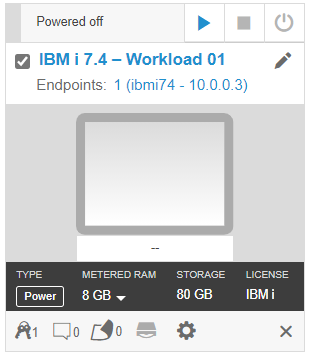 Powered off
IBM i 7.4 – Workload 01
Endpoints: 1 (ibmi74 - 10.0.0.3)
--
TYPE METERED RAM STORAGE LICENSE
Power 8 GB 80 GB IBM i
1 0 0